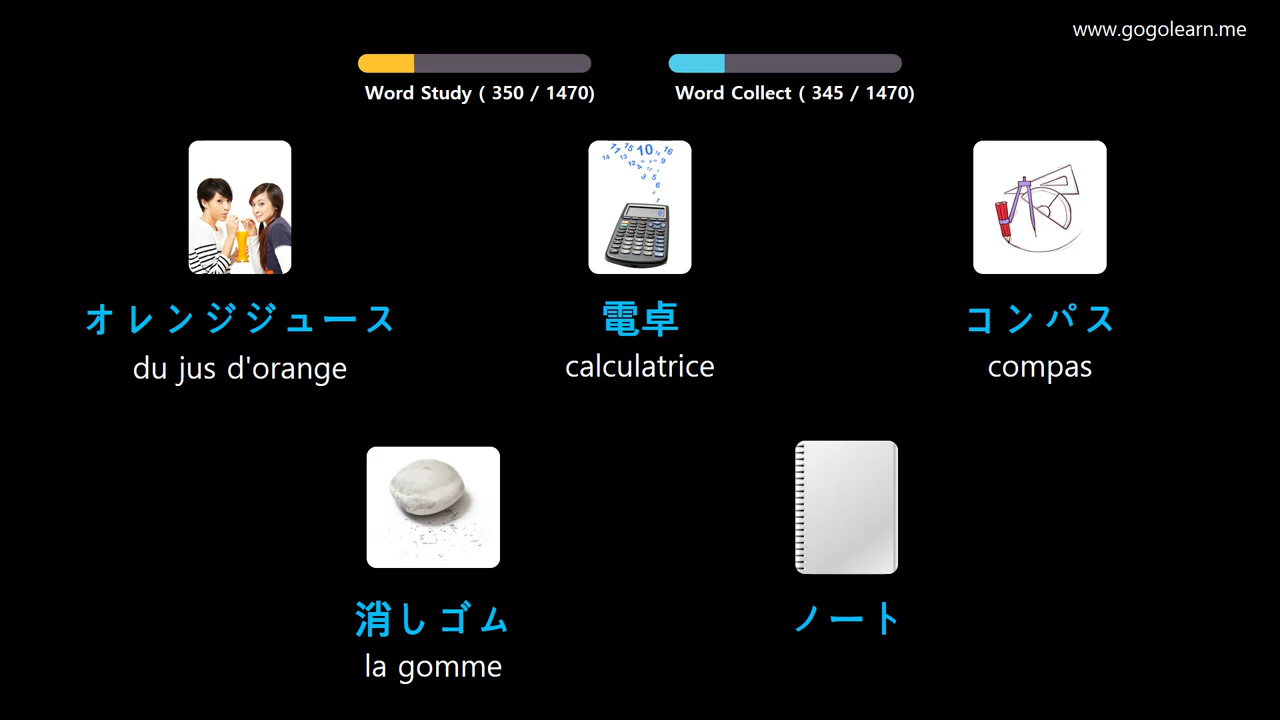 www.gogolearn.me
Word Study ( 350 / 1470)
Word Collect ( 345 / 1470)
オレンジジュース
du jus d'orange
電卓
calculatrice
コンパス
compas
消しゴム
la gomme
ノート